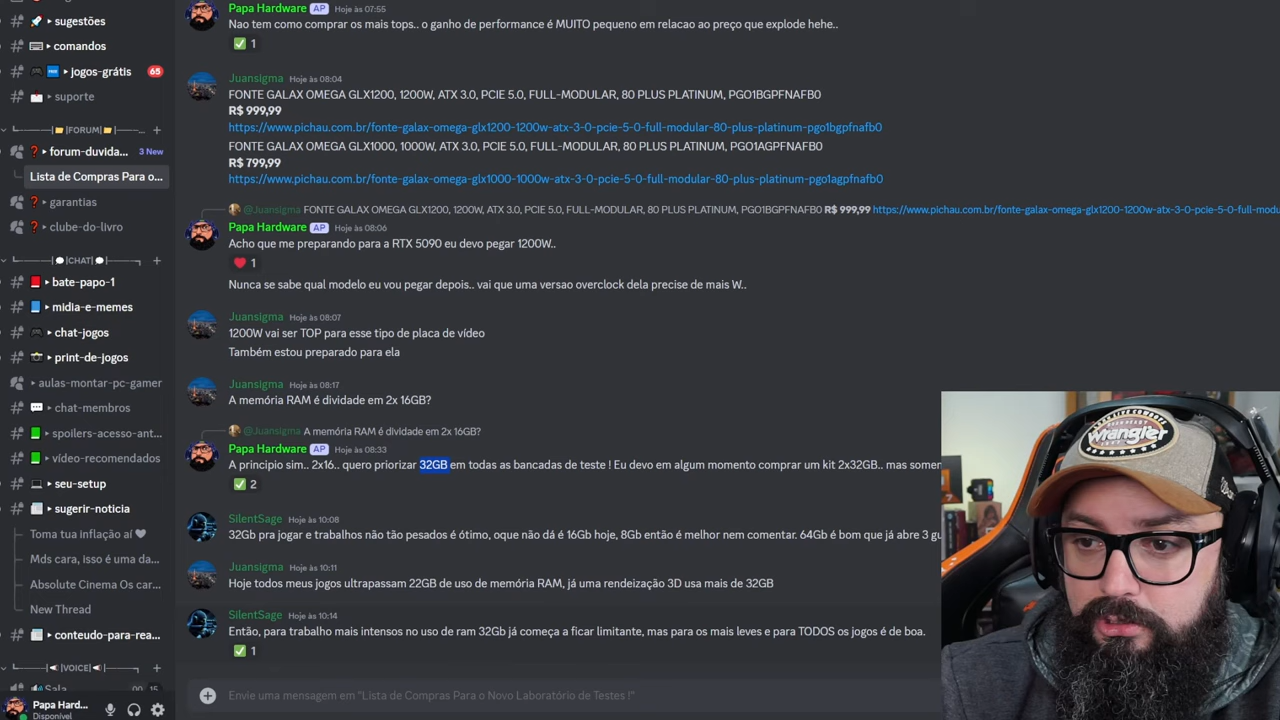 sugestões
comandos
jogos-grátis 65
suporte
|FORUM|
forum-duvida... 3 New
Lista de Compras Para o...
garantias
clube-do-livro
|CHAT|
bate-papo-1
midia-e-memes
chat-jogos
print-de-jogos
aulas-montar-pc-gamer
chat-membros
spoilers-acesso-ant...
vídeo-recomendados
seu-setup
sugerir-noticia
Toma tua inflação aí
Mds cara, isso é uma da...
Absolute Cinema Os car...
New Thread
conteudo-para-rea...
|VOICE|
Sala 00 15
Papa Hard...
Disponível
Papa Hardware AP Hoje às 07:55
Nao tem como comprar os mais tops.. o ganho de performance é MUITO pequeno em relacao ao preço que explode hehe..
1
Juansigma Hoje às 08:04
FONTE GALAX OMEGA GLX1200, 1200W, ATX 3.0, PCIE 5.0, FULL-MODULAR, 80 PLUS PLATINUM, PGO1BGPFNAFB0
R$ 999,99
https://www.pichau.com.br/fonte-galax-omega-glx1200-1200w-atx-3-0-pcie-5-0-full-modular-80-plus-platinum-pgo1bgpfnafb0
FONTE GALAX OMEGA GLX1000, 1000W, ATX 3.0, PCIE 5.0, FULL-MODULAR, 80 PLUS PLATINUM, PGO1AGPFNAFB0
R$ 799,99
https://www.pichau.com.br/fonte-galax-omega-glx1000-1000w-atx-3-0-pcie-5-0-full-modular-80-plus-platinum-pgo1agpfnafb0
@Juansigma FONTE GALAX OMEGA GLX1200, 1200W, ATX 3.0, PCIE 5.0, FULL-MODULAR, 80 PLUS PLATINUM, PGO1BGPFNAFB0 R$ 999,99 https://www.pichau.com.br/fonte-galax-omega-glx1200-1200w-atx-3-0-pcie-5-0-full-modu
Papa Hardware AP Hoje às 08:06
Acho que me preparando para a RTX 5090 eu devo pegar 1200W..
1
Nunca se sabe qual modelo eu vou pegar depois.. vai que uma versao overclock dela precise de mais W..
Juansigma Hoje às 08:07
1200W vai ser TOP para esse tipo de placa de vídeo
Também estou preparado para ela
Juansigma Hoje às 08:17
A memória RAM é dividade em 2x 16GB?
@Juansigma A memória RAM é dividade em 2x 16GB?
Papa Hardware AP Hoje às 08:33
A principio sim.. 2x16.. quero priorizar 32GB em todas as bancadas de teste ! Eu devo em algum momento comprar um kit 2x32GB.. mas somen
2
SilentSage Hoje às 10:08
32Gb pra jogar e trabalhos não tão pesados é ótimo, oque não dá é 16Gb hoje, 8Gb então é melhor nem comentar. 64Gb é bom que já abre 3 gu
Juansigma Hoje às 10:11
Hoje todos meus jogos ultrapassam 22GB de uso de memória RAM, já uma rendeização 3D usa mais de 32GB
SilentSage Hoje às 10:14
Então, para trabalho mais intensos no uso de ram 32Gb já começa a ficar limitante, mas para os mais leves e para TODOS os jogos é de boa.
1
Envie uma mensagem em "Lista de Compras Para o Novo Laboratório de Testes !"
Wrangler